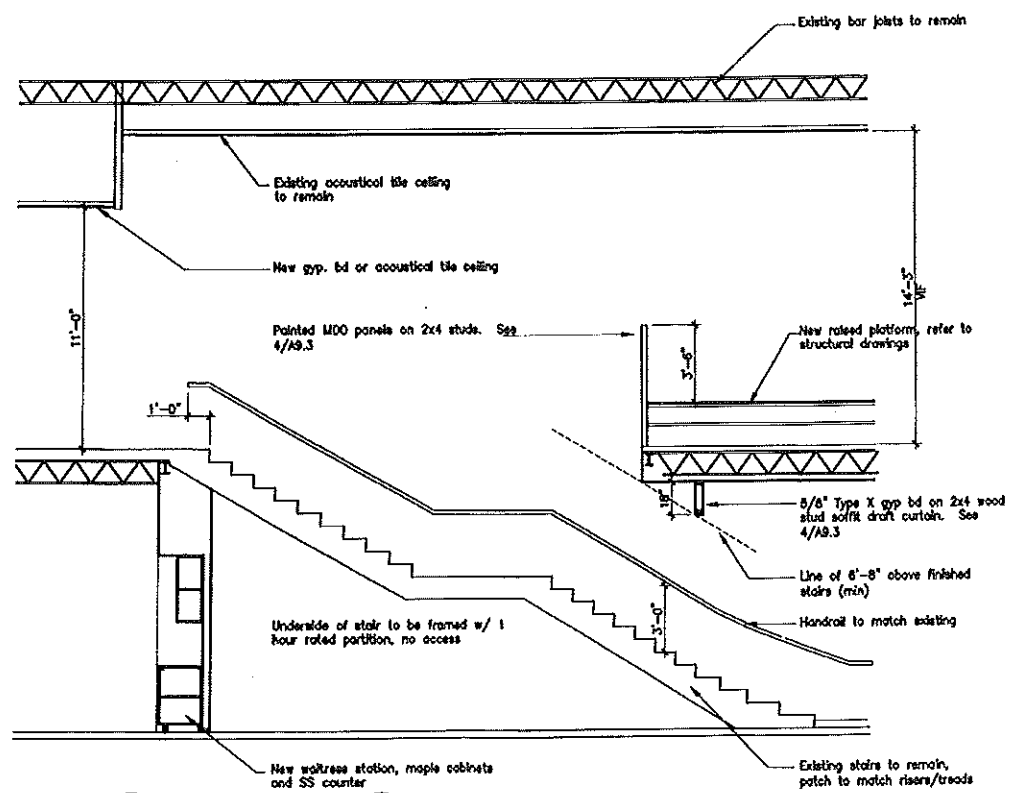 Existing bar joists to remain
Existing acoustical tile ceiling
to remain
New gyp. bd or acoustical tile ceiling
11'-0"
14'-3"
VIF
Painted MDO panels on 2x4 studs. See
4/A9.3
3'-6"
New raised platform, refer to
structural drawings
1'-0"
18"
5/8" Type X gyp bd on 2x4 wood
stud soffit draft curtain. See
4/A9.3
Line of 6'-8" above finished
stairs (min)
3'-0"
Handrail to match existing
Underside of stair to be framed w/ 1
hour rated partition, no access
New waitress station, maple cabinets
and SS counter
Existing stairs to remain,
patch to match risers/treads